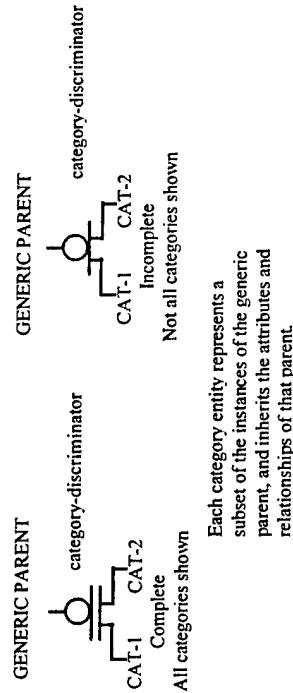 GENERIC PARENT
category-discriminator
CAT-1 CAT-2
Complete
All categories shown
GENERIC PARENT
category-discriminator
CAT-1 CAT-2
Incomplete
Not all categories shown
Each category entity represents a
subset of the instances of the generic
parent, and inherits the attributes and
relationships of that parent.